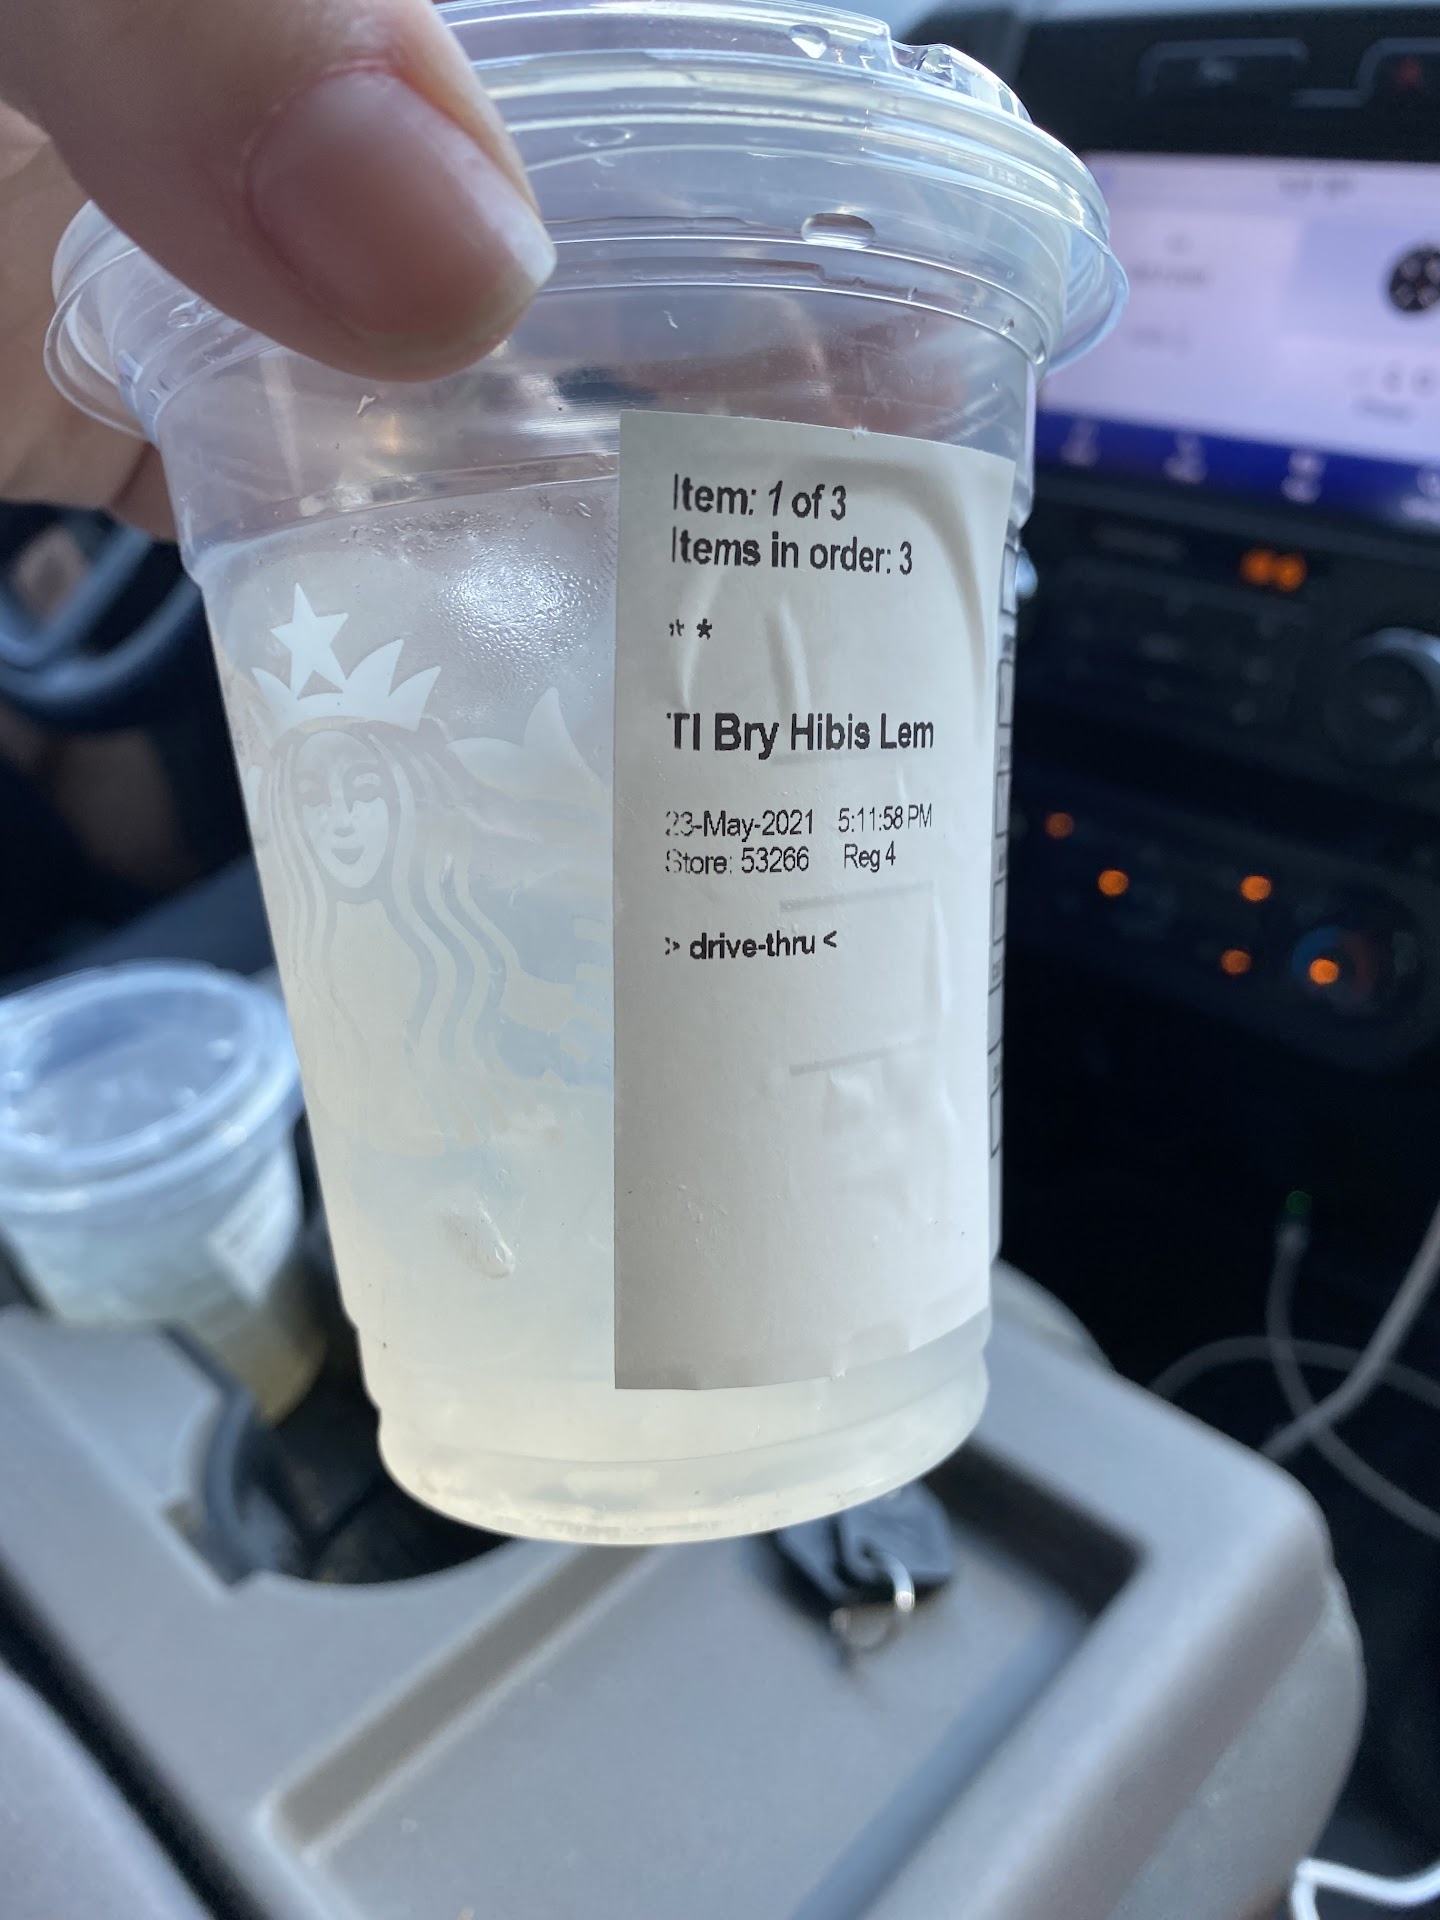 Item: 1 of 3
Items in order: 3
* *
TI Bry Hibis Lem
23-May-2021 5:11:58 PM
Store: 53266 Reg 4
> drive-thru <